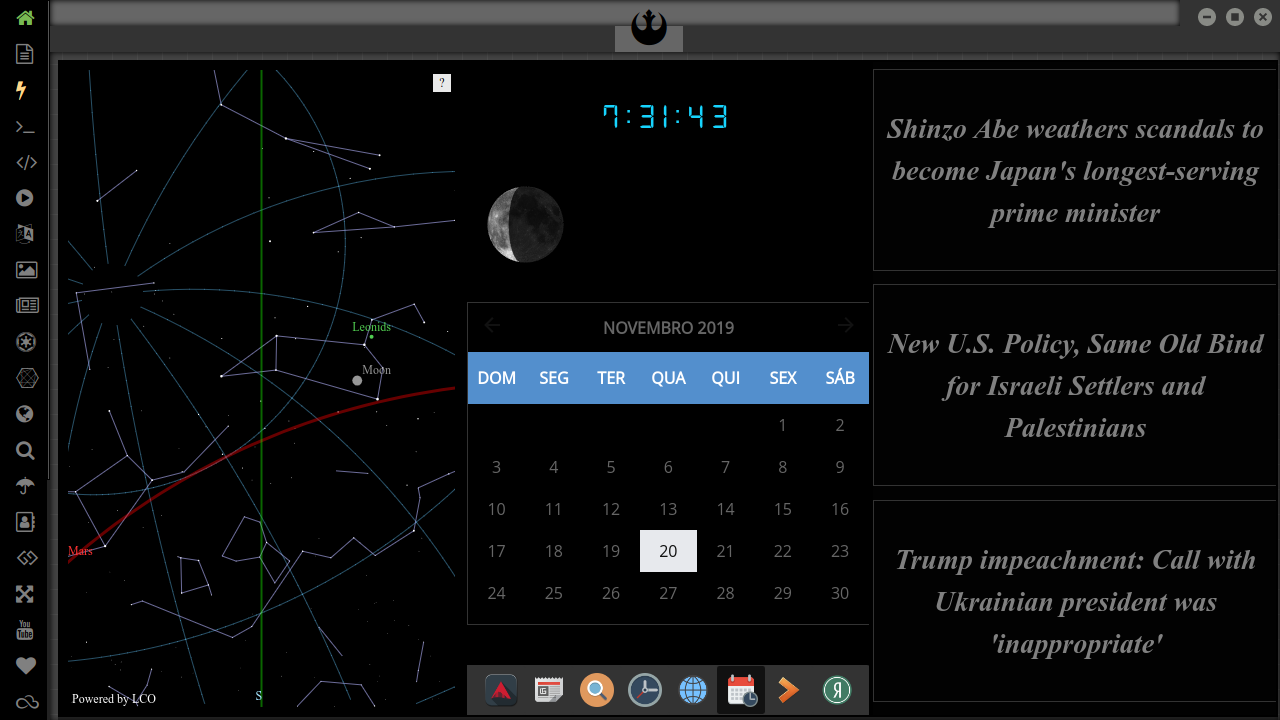 ?
Leonids
Moon
Mars
Powered by LCO
S
7:31:43
NOVEMBRO 2019
DOM SEG TER QUA QUI SEX SÁB
1 2
3 4 5 6 7 8 9
10 11 12 13 14 15 16
17 18 19 20 21 22 23
24 25 26 27 28 29 30
Shinzo Abe weathers scandals to
become Japan's longest-serving
prime minister
New U.S. Policy, Same Old Bind
for Israeli Settlers and
Palestinians
Trump impeachment: Call with
Ukrainian president was
'inappropriate'
You
Tube
Я